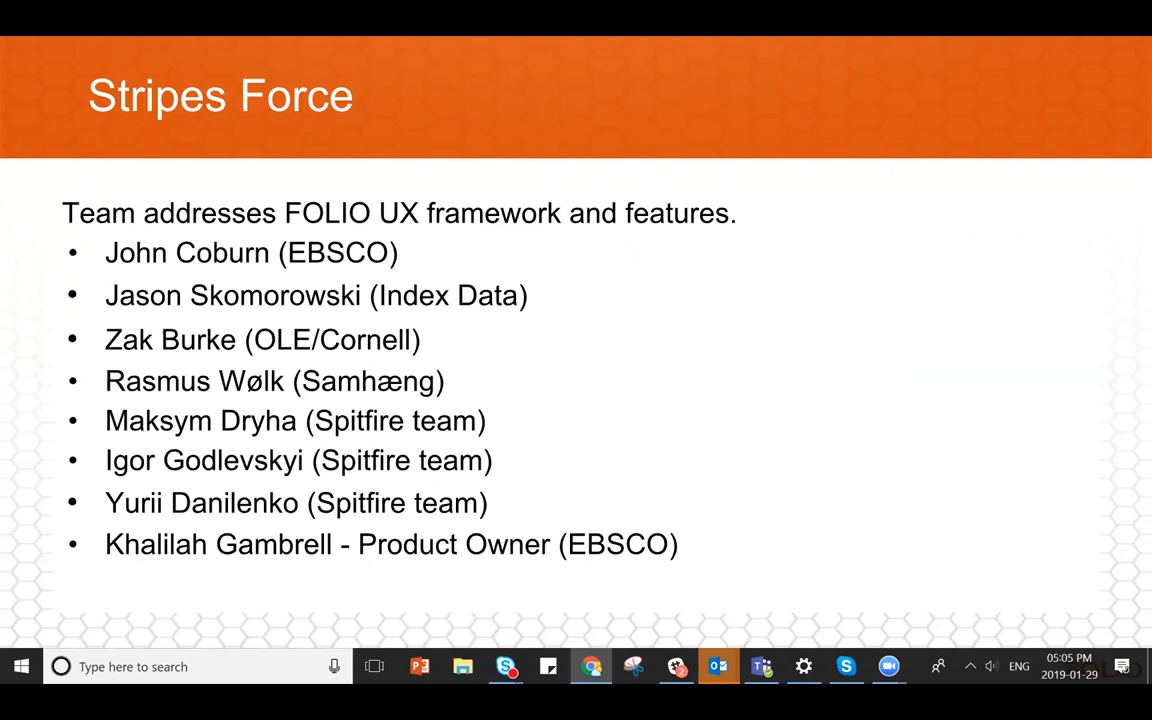 Stripes Force
Team addresses FOLIO UX framework and features.
• John Coburn (EBSCO)
• Jason Skomorowski (Index Data)
• Zak Burke (OLE/Cornell)
• Rasmus Wølk (Samhæng)
• Maksym Dryha (Spitfire team)
• Igor Godlevskyi (Spitfire team)
• Yurii Danilenko (Spitfire team)
• Khalilah Gambrell - Product Owner (EBSCO)
Type here to search
ENG
05:05 PM
2019-01-29